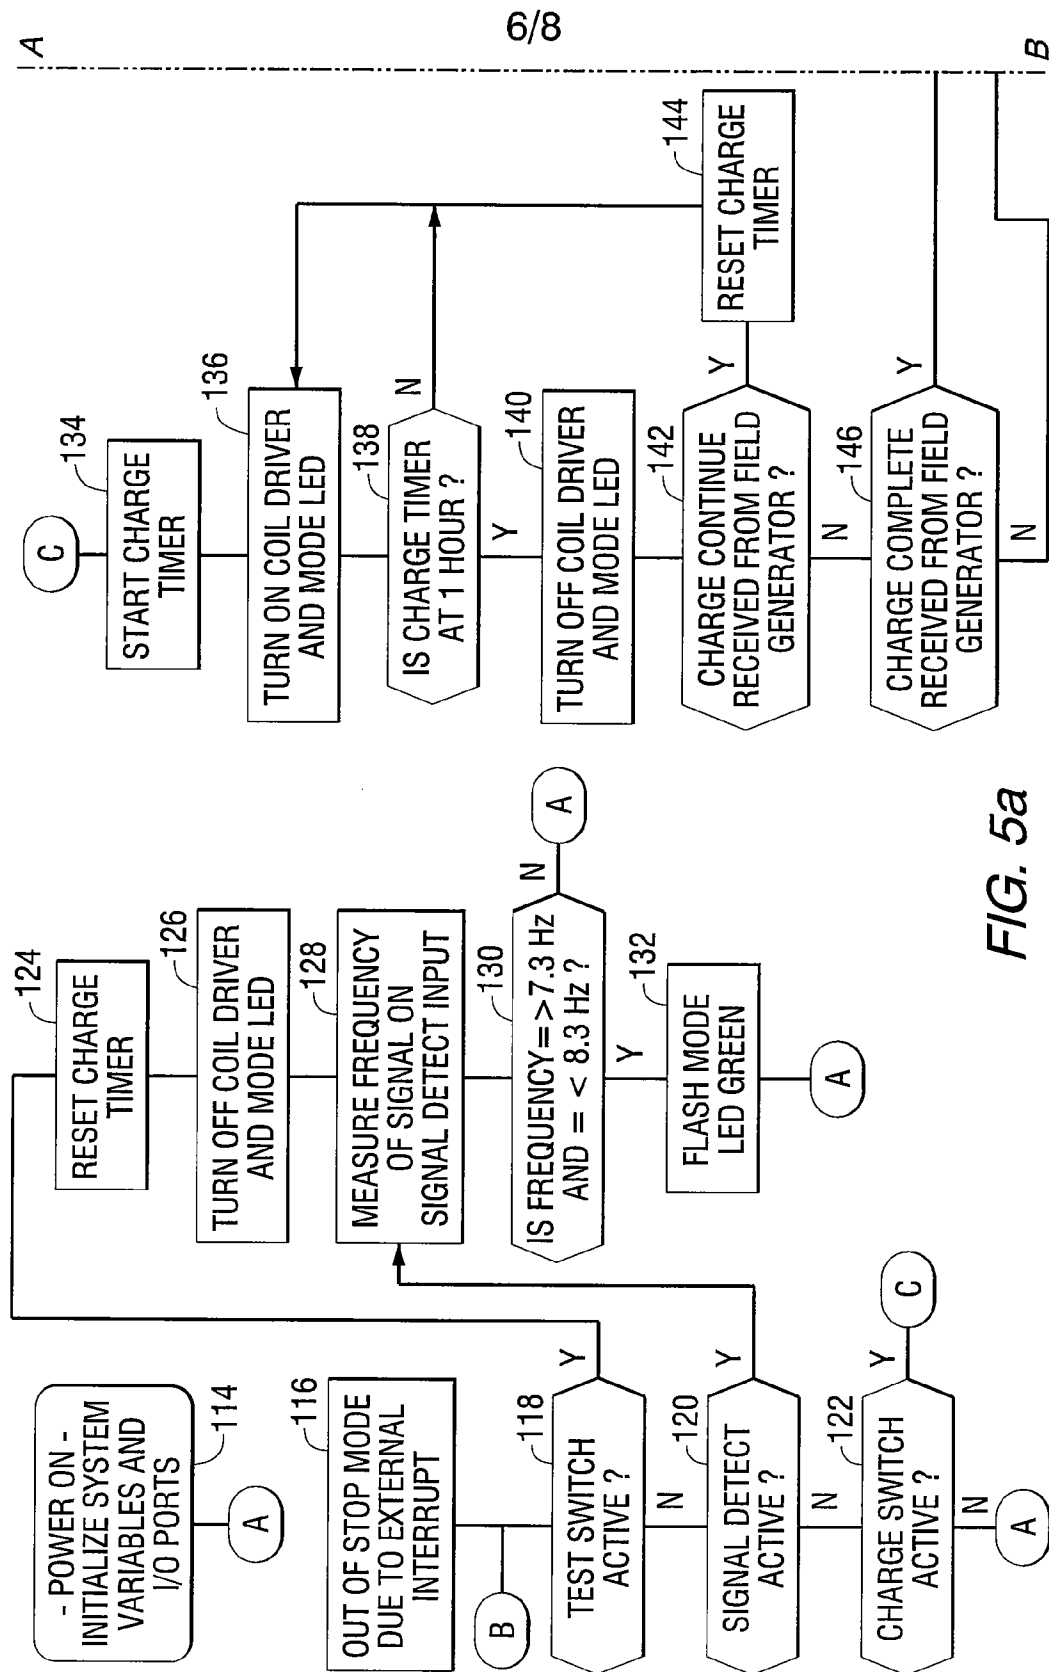 6/8
- POWER ON -
INITIALIZE SYSTEM
VARIABLES AND
I/O PORTS
114
A
OUT OF STOP MODE
DUE TO EXTERNAL
INTERRUPT
116
B
TEST SWITCH
ACTIVE ?
118
Y
N
SIGNAL DETECT
ACTIVE ?
120
Y
N
CHARGE SWITCH
ACTIVE ?
122
Y
C
N
A
RESET CHARGE
TIMER
124
TURN OFF COIL DRIVER
AND MODE LED
126
MEASURE FREQUENCY
OF SIGNAL ON
SIGNAL DETECT INPUT
128
IS FREQUENCY = >7.3 Hz
AND = < 8.3 Hz ?
130
N
A
Y
FLASH MODE
LED GREEN
132
A
C
START CHARGE
TIMER
134
TURN ON COIL DRIVER
AND MODE LED
136
IS CHARGE TIMER
AT 1 HOUR ?
138
N
Y
TURN OFF COIL DRIVER
AND MODE LED
140
CHARGE CONTINUE
RECEIVED FROM FIELD
GENERATOR ?
142
Y
RESET CHARGE
TIMER
144
N
CHARGE COMPLETE
RECEIVED FROM FIELD
GENERATOR ?
146
Y
N
A
B
FIG. 5a